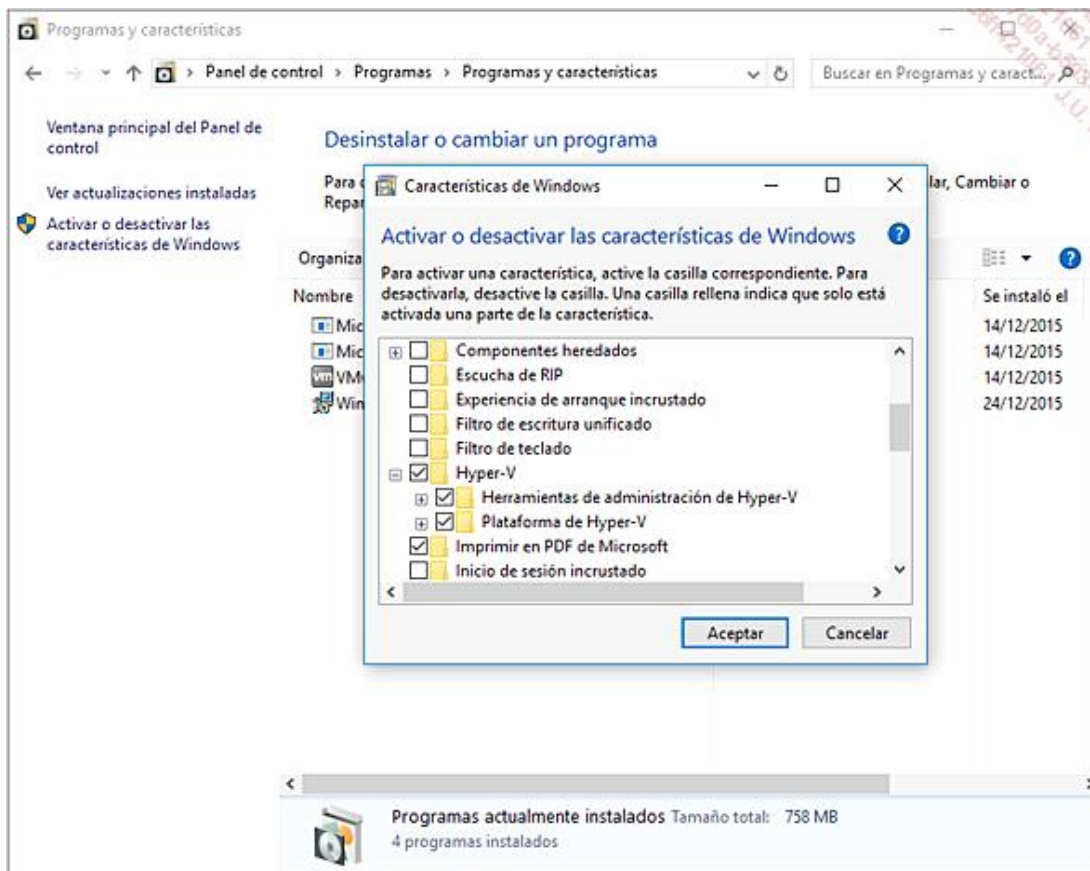 Programas y características
Panel de control > Programas > Programas y características
Buscar en Programas y caract...
Ventana principal del Panel de
control
Ver actualizaciones instaladas
Activar o desactivar las
características de Windows
Desinstalar o cambiar un programa
Para
lar, Cambiar o
Repar
Organiza
Nombre
Se instaló el
Mic
14/12/2015
Mic
14/12/2015
VM
14/12/2015
Win
24/12/2015
Características de Windows
Activar o desactivar las características de Windows
Para activar una característica, active la casilla correspondiente. Para
desactivarla, desactive la casilla. Una casilla rellena indica que solo está
activada una parte de la característica.
Componentes heredados
Escucha de RIP
Experiencia de arranque incrustado
Filtro de escritura unificado
Filtro de teclado
Hyper-V
Herramientas de administración de Hyper-V
Plataforma de Hyper-V
Imprimir en PDF de Microsoft
Inicio de sesión incrustado
Aceptar
Cancelar
Programas actualmente instalados Tamaño total: 758 MB
4 programas instalados